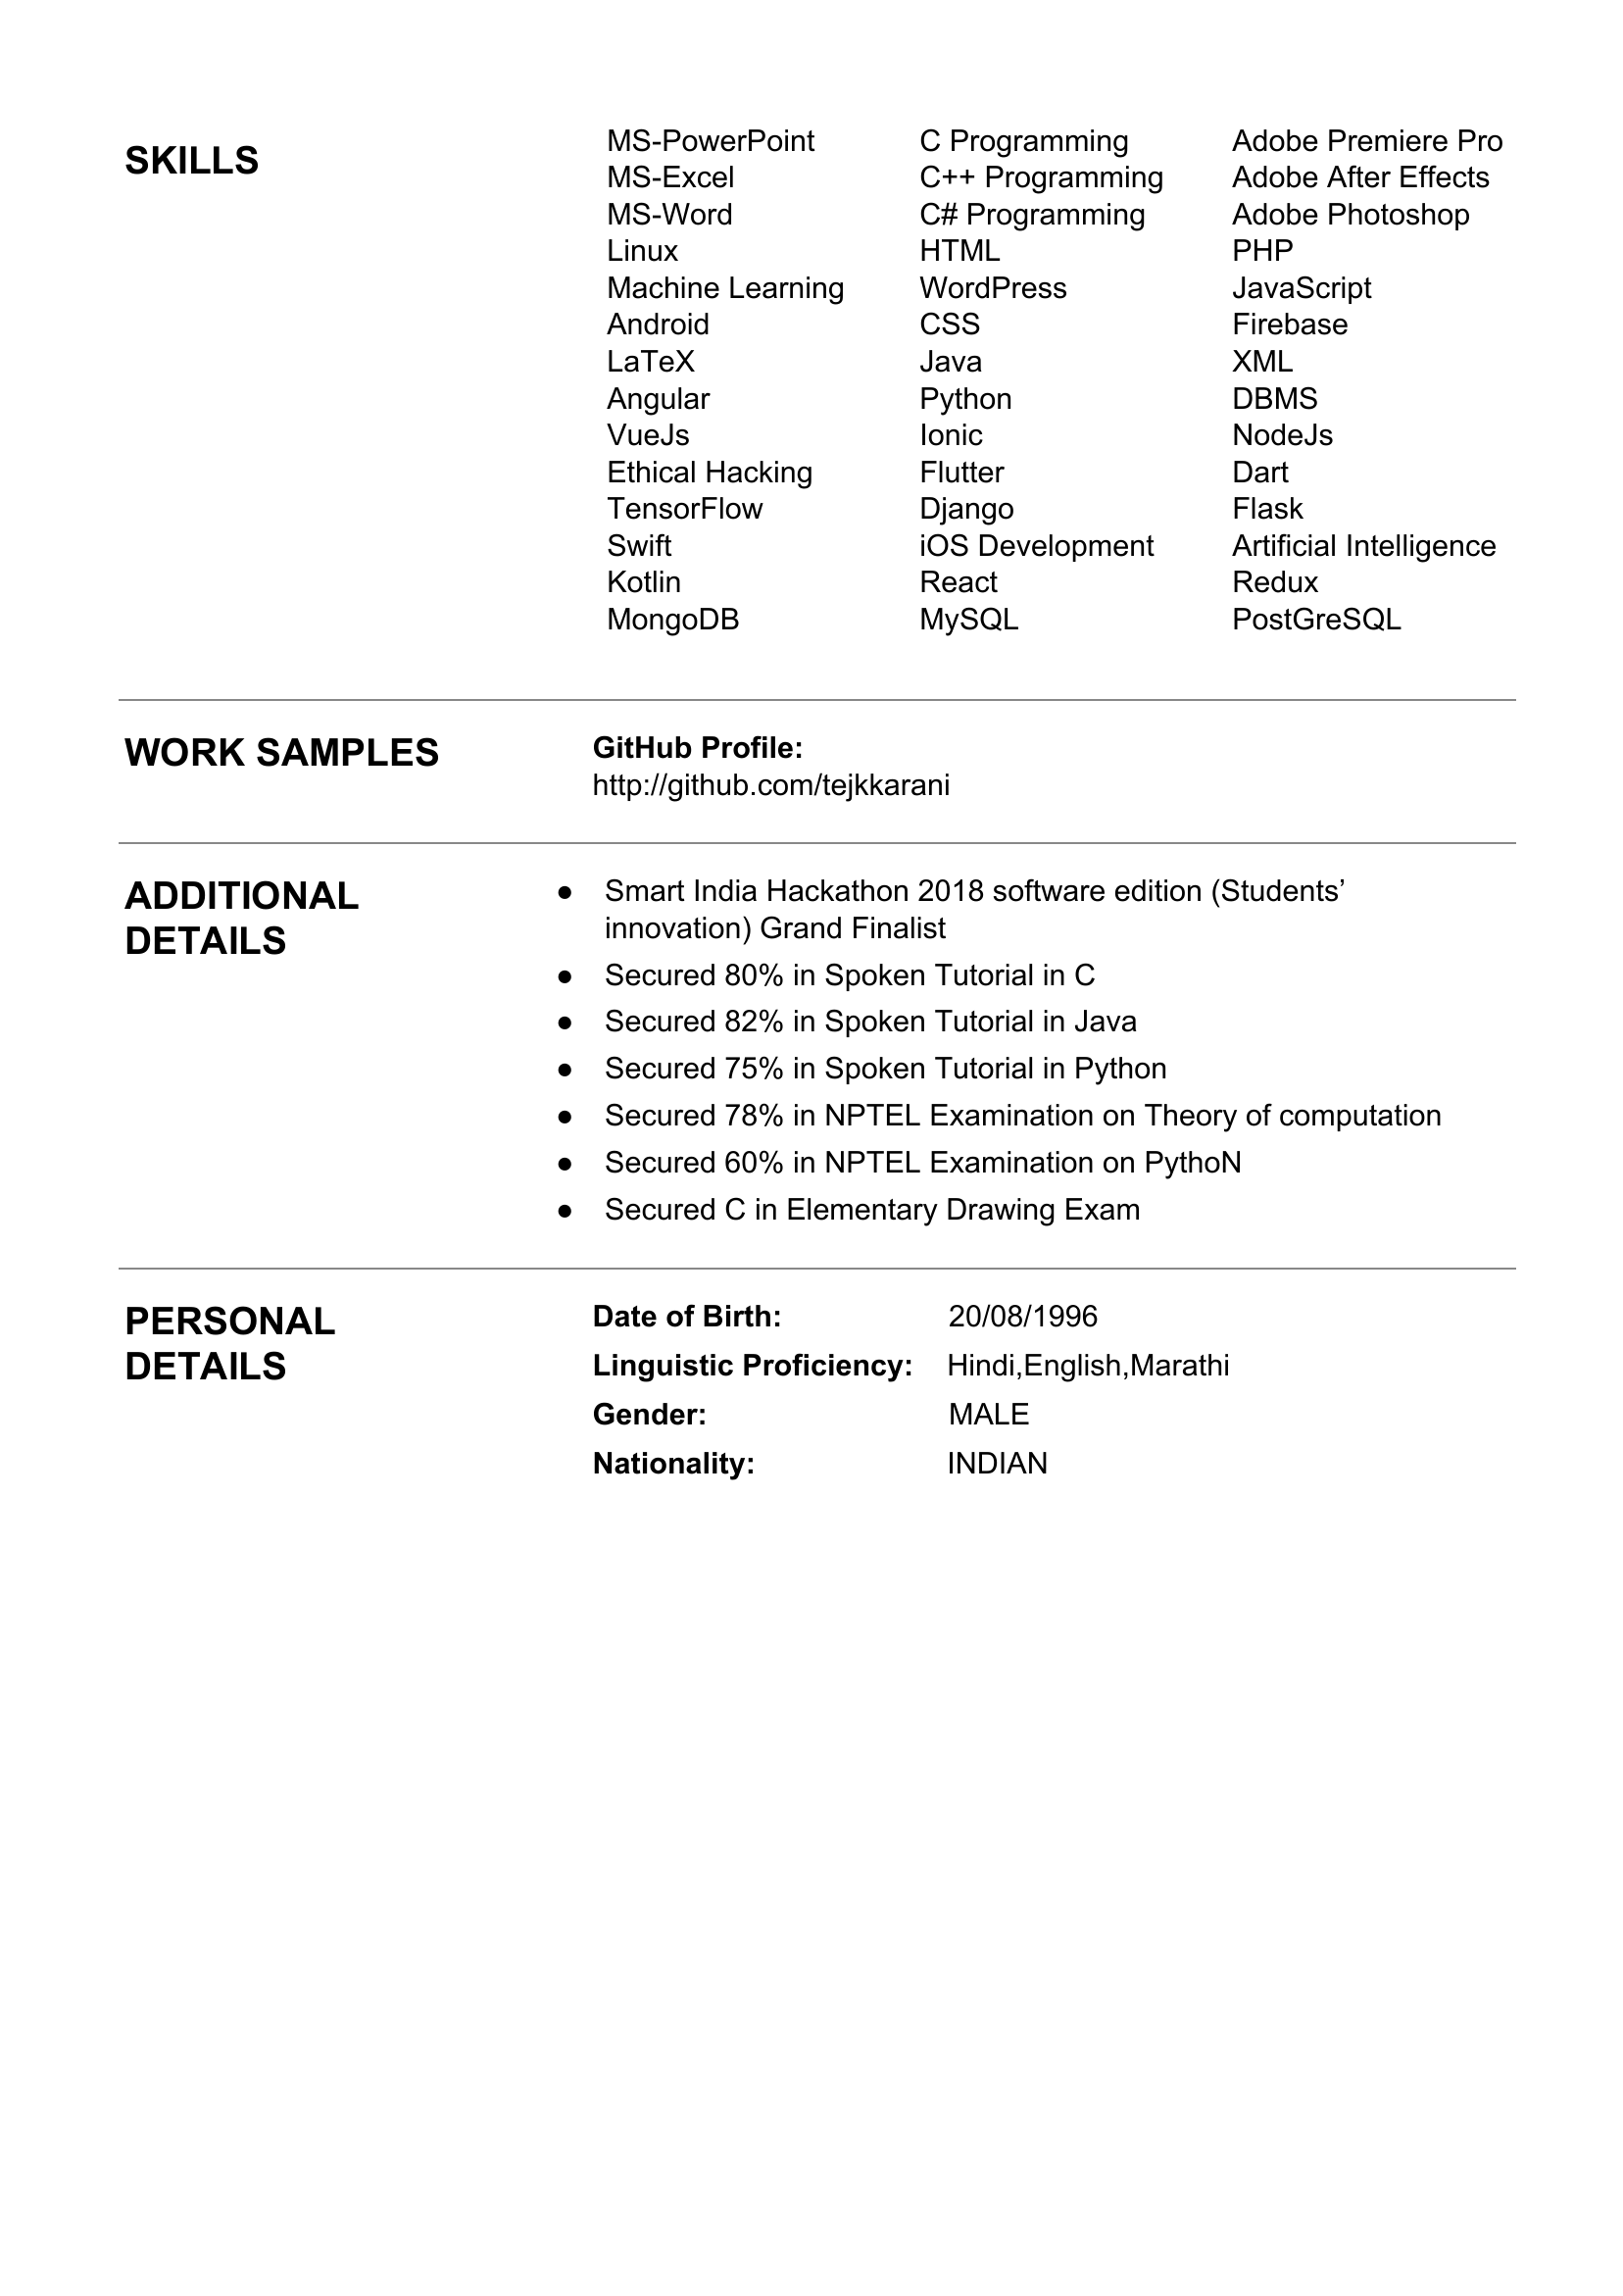 SKILLS
MS-PowerPoint C Programming Adobe Premiere Pro
MS-Excel C++ Programming Adobe After Effects
MS-Word C# Programming Adobe Photoshop
Linux HTML PHP
Machine Learning WordPress JavaScript
Android CSS Firebase
LaTeX Java XML
Angular Python DBMS
VueJs Ionic NodeJs
Ethical Hacking Flutter Dart
TensorFlow Django Flask
Swift iOS Development Artificial Intelligence
Kotlin React Redux
MongoDB MySQL PostGreSQL
WORK SAMPLES
GitHub Profile:
http://github.com/tejkkarani
ADDITIONAL
DETAILS
● Smart India Hackathon 2018 software edition (Students’
innovation) Grand Finalist
● Secured 80% in Spoken Tutorial in C
● Secured 82% in Spoken Tutorial in Java
● Secured 75% in Spoken Tutorial in Python
● Secured 78% in NPTEL Examination on Theory of computation
● Secured 60% in NPTEL Examination on PythoN
● Secured C in Elementary Drawing Exam
PERSONAL
DETAILS
Date of Birth: 20/08/1996
Linguistic Proficiency: Hindi,English,Marathi
Gender: MALE
Nationality: INDIAN